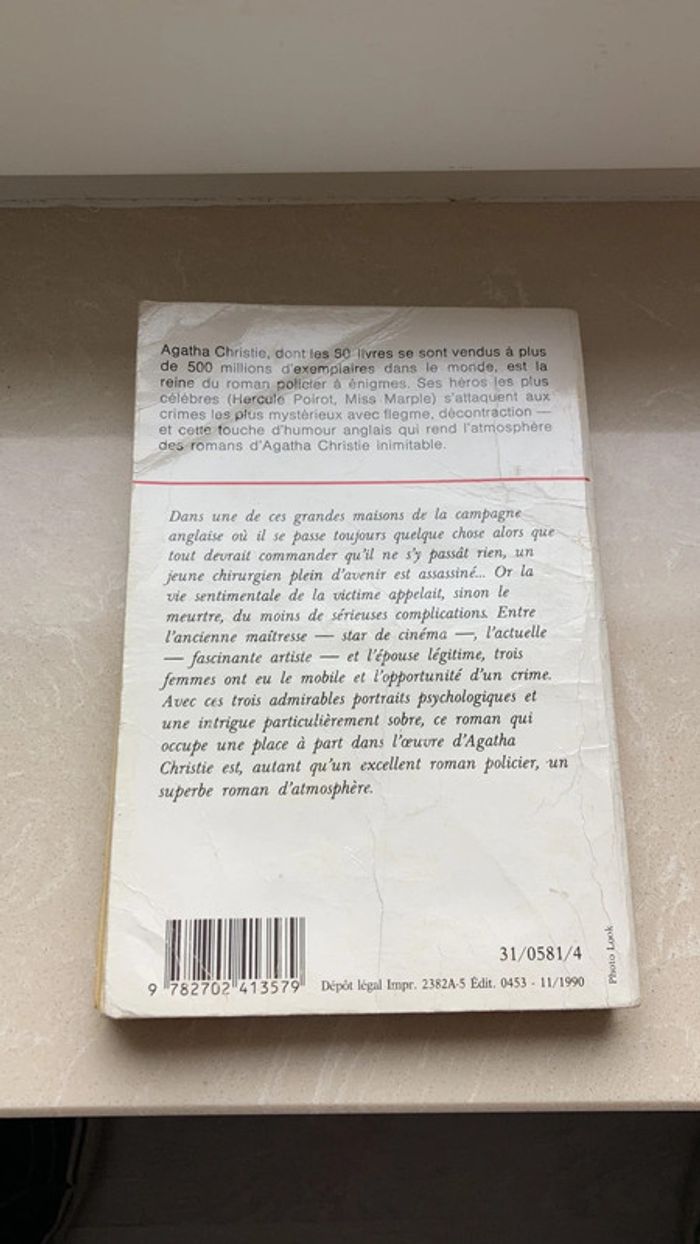 Agatha Christie, dont les 80 livres se sont vendus à plus
de 500 millions d'exemplaires dans le monde, est la
reine du roman policier à énigmes. Ses héros les plus
célèbres (Hercule Poirot, Miss Marple) s'attaquent aux
crimes les plus mystérieux avec flegme, décontraction —
et cette touche d'humour anglais qui rend l'atmosphère
des romans d'Agatha Christie inimitable.
Dans une de ces grandes maisons de la campagne
anglaise où il se passe toujours quelque chose alors que
tout devrait commander qu'il ne s'y passât rien, un
jeune chirurgien plein d'avenir est assassiné... Or la
vie sentimentale de la victime appelait, sinon le
meurtre, du moins de sérieuses complications. Entre
l'ancienne maîtresse — star de cinéma —, l'actuelle
— fascinante artiste — et l'épouse légitime, trois
femmes ont eu le mobile et l'opportunité d'un crime.
Avec ces trois admirables portraits psychologiques et
une intrigue particulièrement sobre, ce roman qui
occupe une place à part dans l'œuvre d'Agatha
Christie est, autant qu'un excellent roman policier, un
superbe roman d'atmosphère.
31/0581/4
9 782702 413579
Dépôt légal Impr. 2382A-5 Édit. 0453 - 11/1990
Photo Look